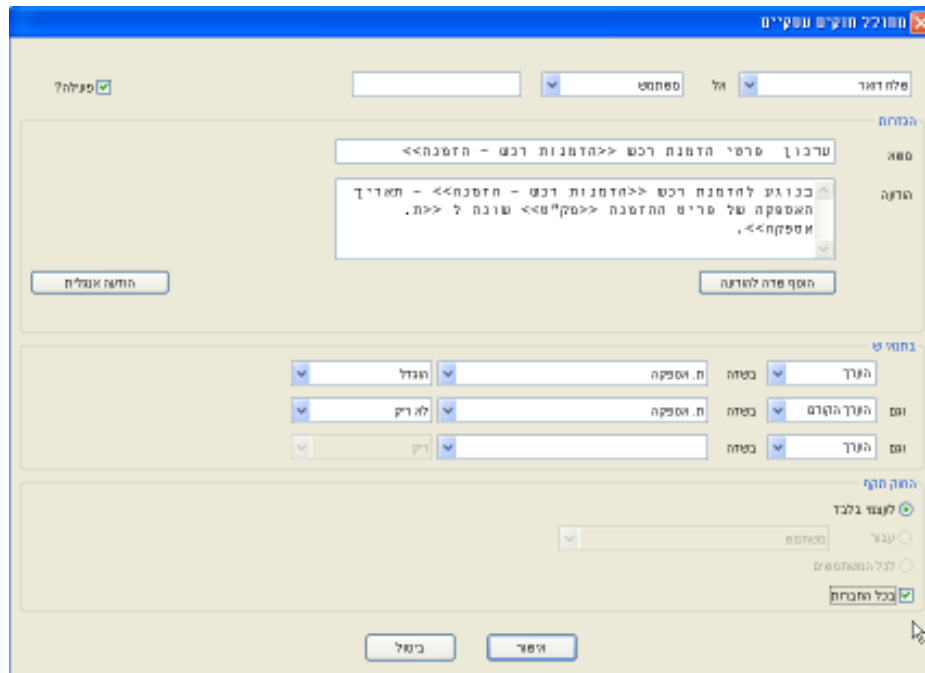 מחולל חוקים עסקיים
שלח דואר אל משתמש פעילה?
הגדרות
נושא עדכון פרטי הזמנת רכש <<הזמנות רכש - הזמנה>>
הודעה בנוגע להזמנת רכש <<הזמנות רכש - הזמנה>> - תאריך
האספקה של פריט ההזמנה <<מק"ט>> שונה ל <<ת.
אספקה>>.
הוסף שדה להודעה הודעה אנגלית
בתנאי ש
הערך בשדה ת. אספקה הוגדל
וגם הערך הקודם בשדה ת. אספקה לא ריק
וגם הערך בשדה ריק
החוק תקף
לעצמי בלבד
עבור משתמש
לכל המשתמשים
בכל החברות
אישור ביטול